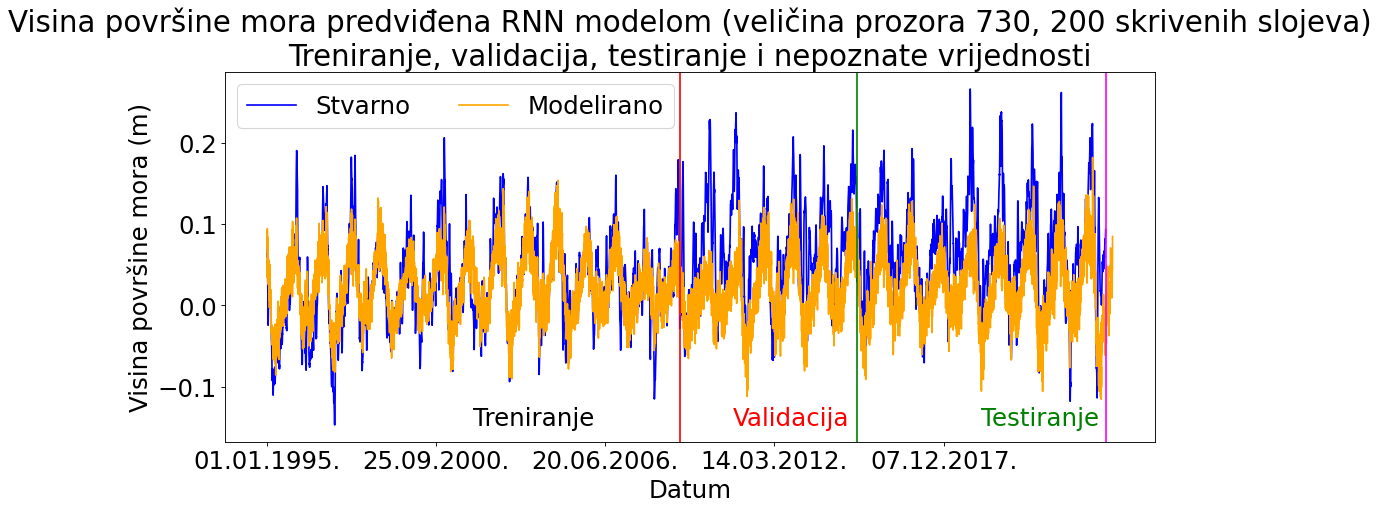 Visina površine mora predviđena RNN modelom (veličina prozora 730, 200 skrivenih slojeva)
Treniranje, validacija, testiranje i nepoznate vrijednosti
Stvarno
Modelirano
Visina površine mora (m)
0.2
0.1
0.0
−0.1
Treniranje
Validacija
Testiranje
01.01.1995.
25.09.2000.
20.06.2006.
14.03.2012.
07.12.2017.
Datum